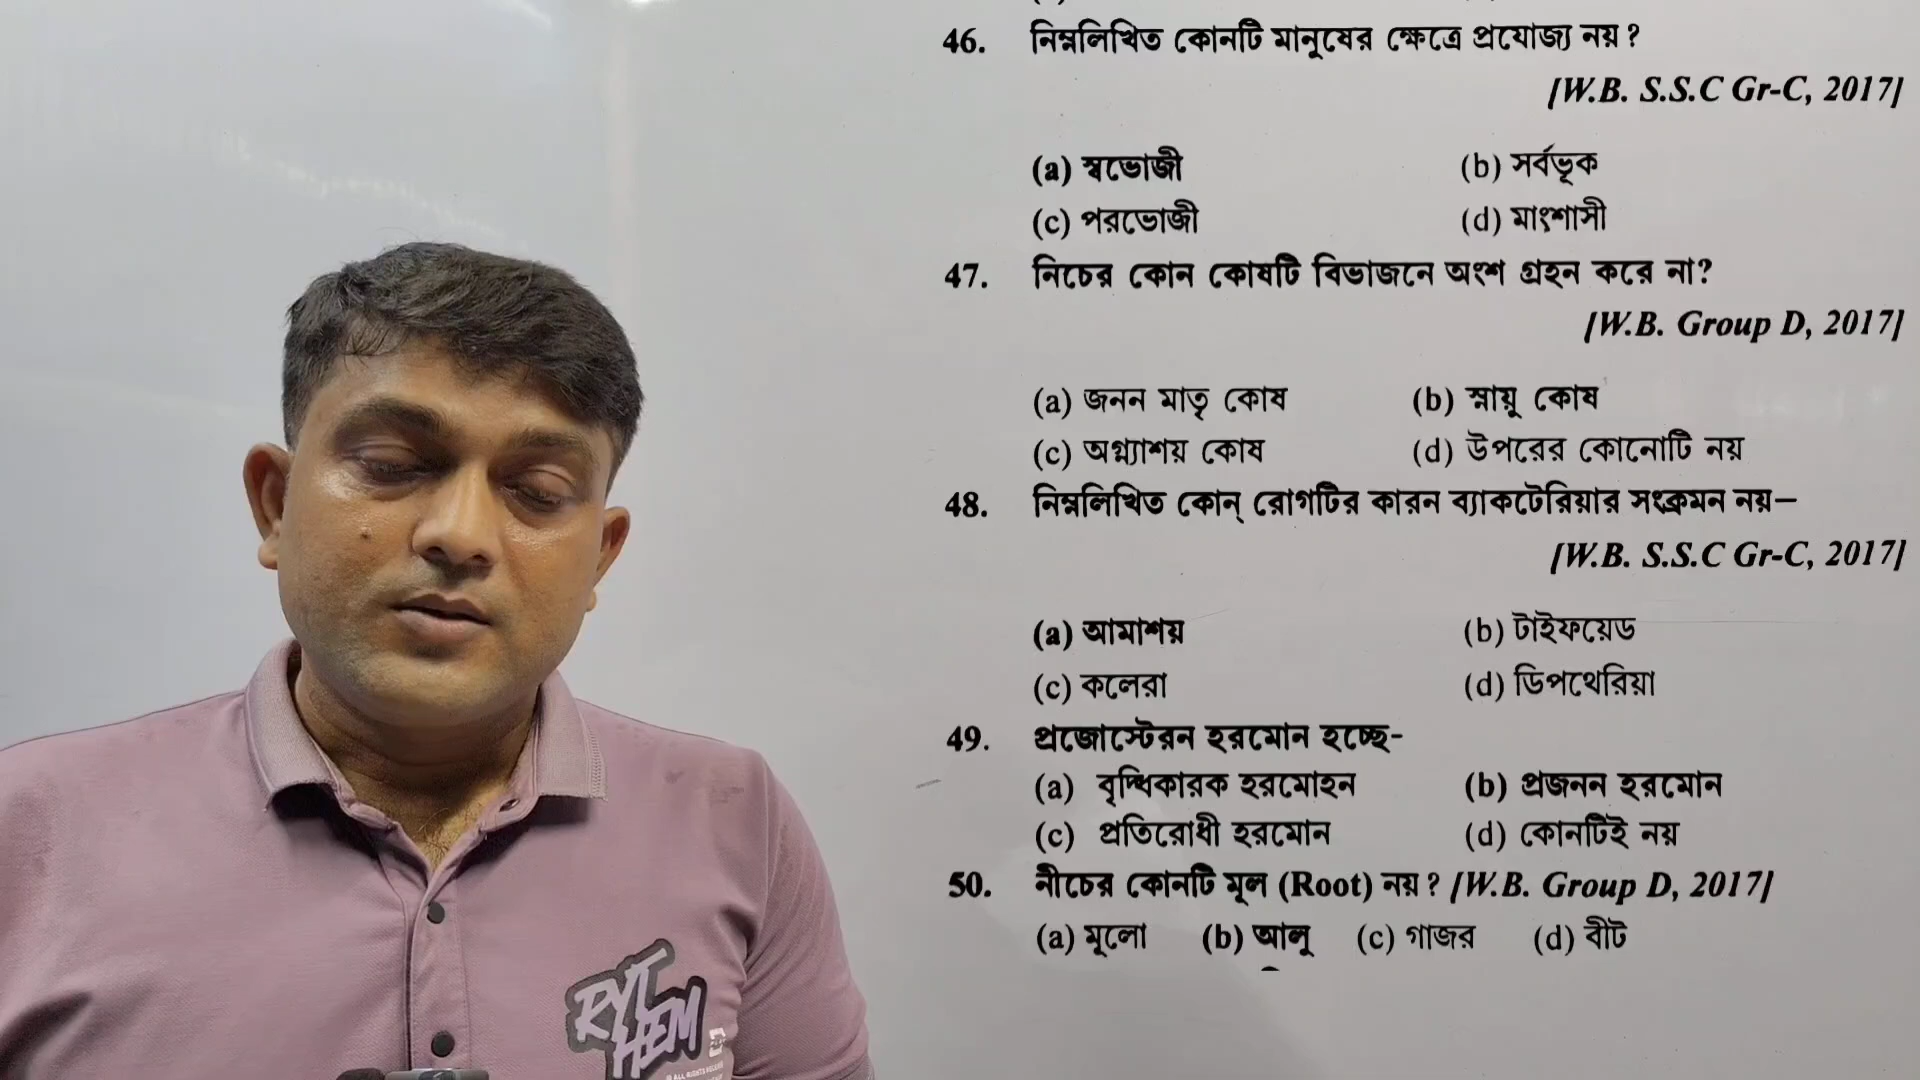 46. নিম্নলিখিত কোনটি মানুষের ক্ষেত্রে প্রযোজ্য নয় ?
[W.B. S.S.C Gr-C, 2017]
(a) স্বভোজী (b) সর্বভূক
(c) পরভোজী (d) মাংশাসী
47. নিচের কোন কোষটি বিভাজনে অংশ গ্রহন করে না?
[W.B. Group D, 2017]
(a) জনন মাতৃ কোষ (b) স্নায়ু কোষ
(c) অগ্ন্যাশয় কোষ (d) উপরের কোনোটি নয়
48. নিম্নলিখিত কোন্ রোগটির কারন ব্যাকটেরিয়ার সংক্রমন নয়–
[W.B. S.S.C Gr-C, 2017]
(a) আমাশয় (b) টাইফয়েড
(c) কলেরা (d) ডিপথেরিয়া
49. প্রজোস্টেরন হরমোন হচ্ছে-
(a) বৃদ্ধিকারক হরমোহন (b) প্রজনন হরমোন
(c) প্রতিরোধী হরমোন (d) কোনটিই নয়
50. নীচের কোনটি মূল (Root) নয় ? [W.B. Group D, 2017]
(a) মূলো (b) আলু (c) গাজর (d) বীট
RYT
HEM